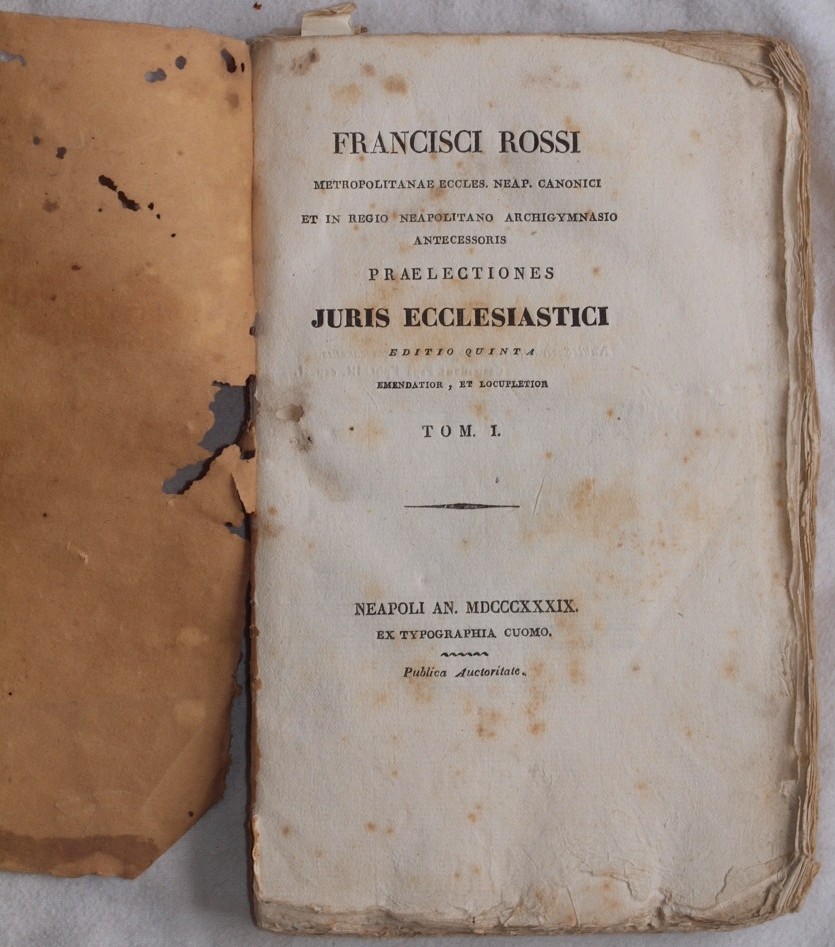 FRANCISCI ROSSI
METROPOLITANAE ECCLES. NEAP. CANONICI
ET IN REGIO NEAPOLITANO ARCHIGYMNASIO
ANTECESSORIS
PRAELECTIONES
JURIS ECCLESIASTICI
EDITIO QUINTA
EMENDATIOR, ET LOCUPLETIOR
TOM. I.
NEAPOLI AN. MDCCCXXXIX.
EX TYPOGRAPHIA CUOMO.
Publica Auctoritate.